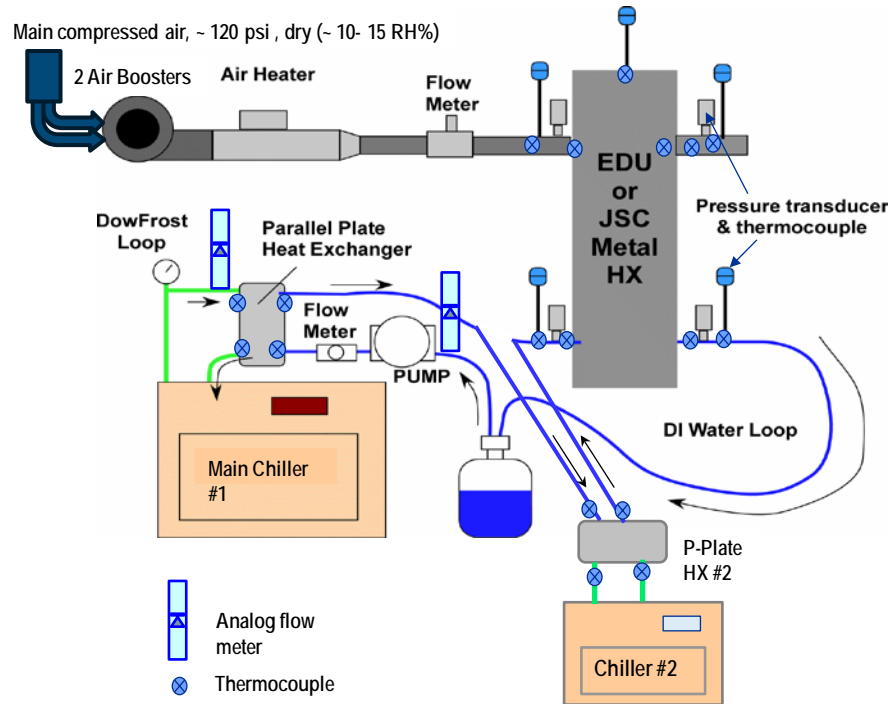 Main compressed air, ~ 120 psi , dry (~ 10- 15 RH%)
2 Air Boosters
Air Heater
Flow
Meter
EDU
or
JSC
Metal
HX
Pressure transducer
& thermocouple
DowFrost
Loop
Parallel Plate
Heat Exchanger
Flow
Meter
PUMP
DI Water Loop
Main Chiller
#1
P-Plate
HX #2
Chiller #2
Analog flow
meter
Thermocouple